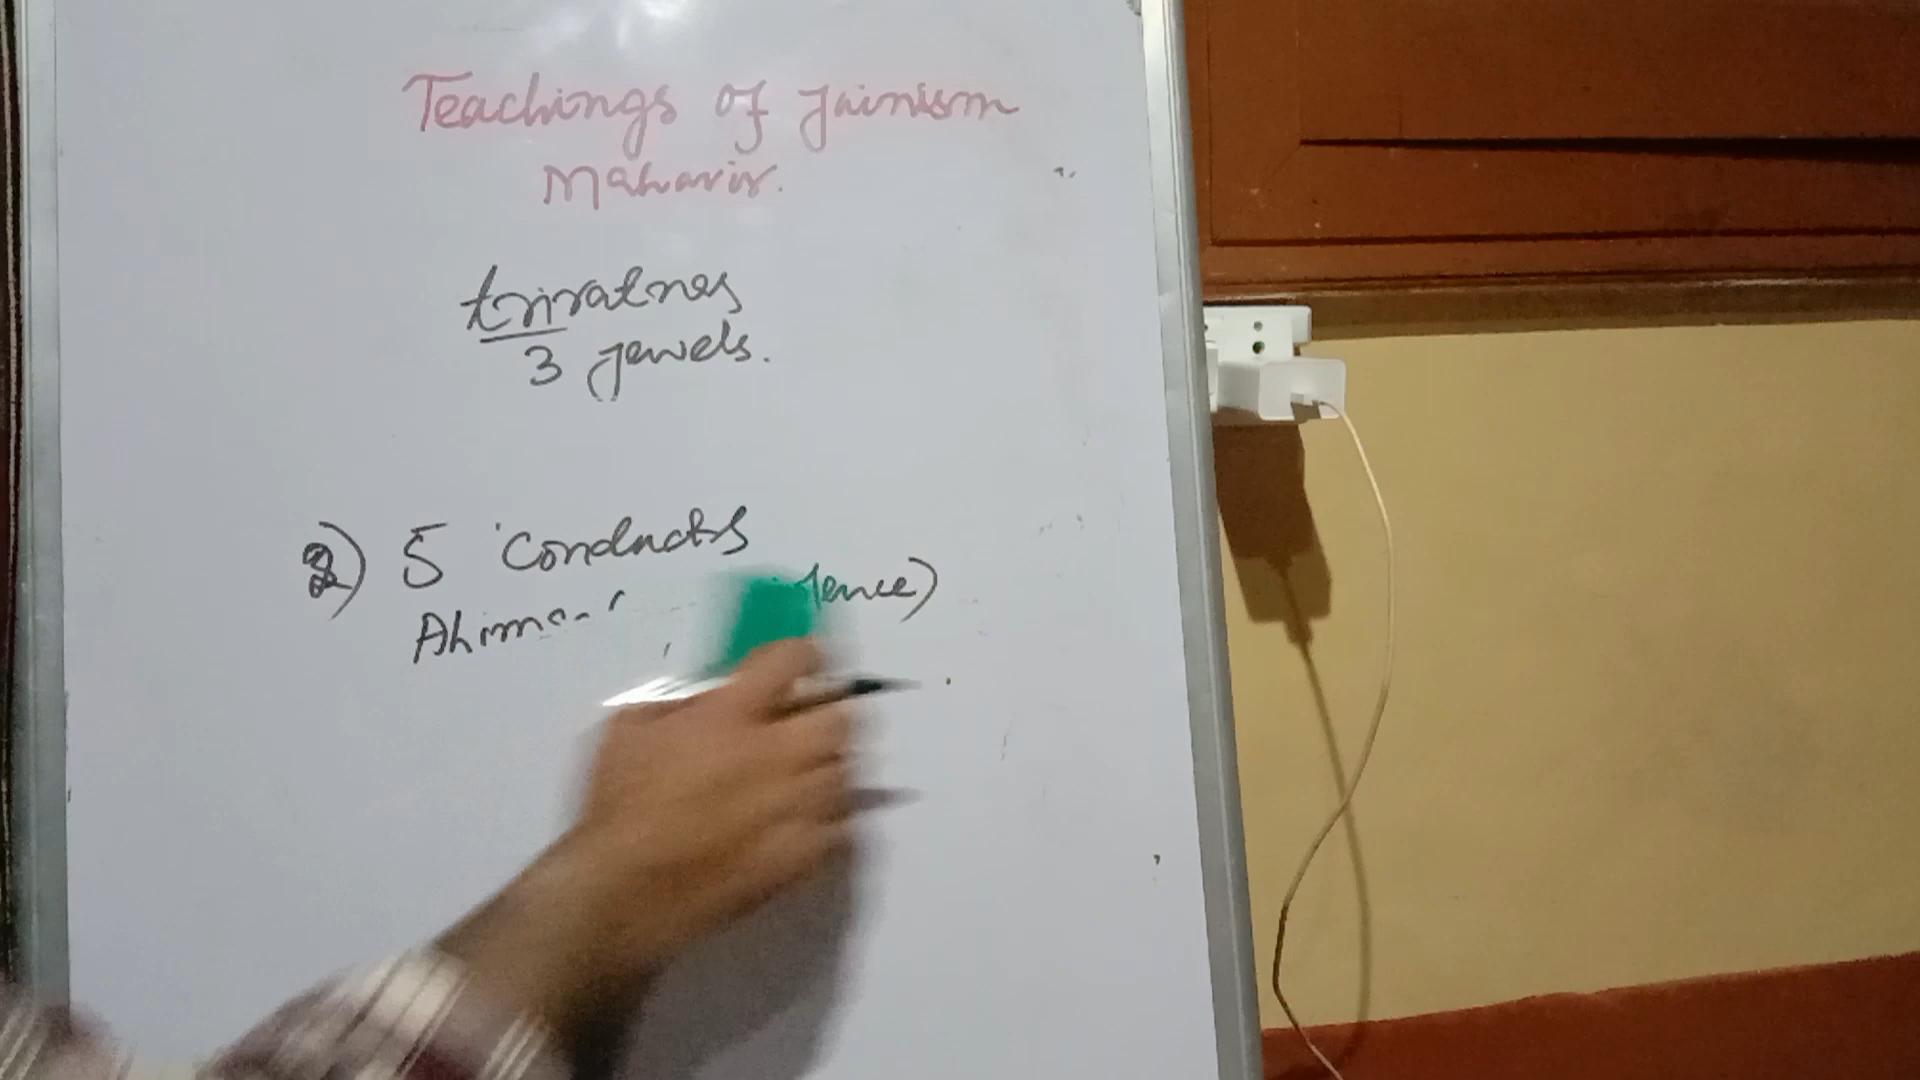 Teachings of Jainism
Mahavir.
triratnas
3 jewels.
2) 5 Conducts